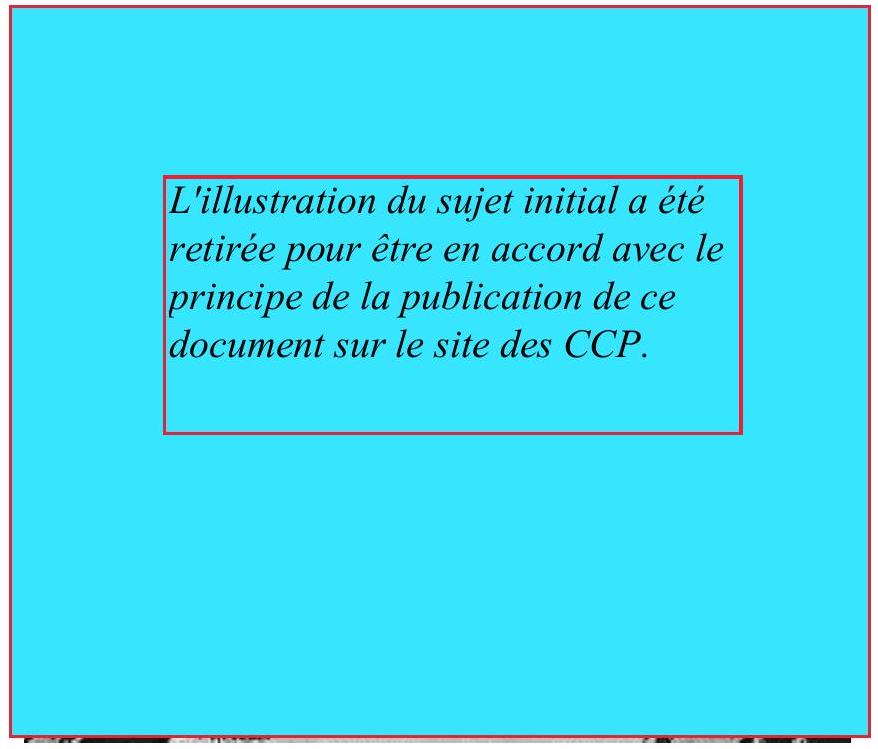 L'illustration du sujet initial a été
retirée pour être en accord avec le
principe de la publication de ce
document sur le site des CCP.